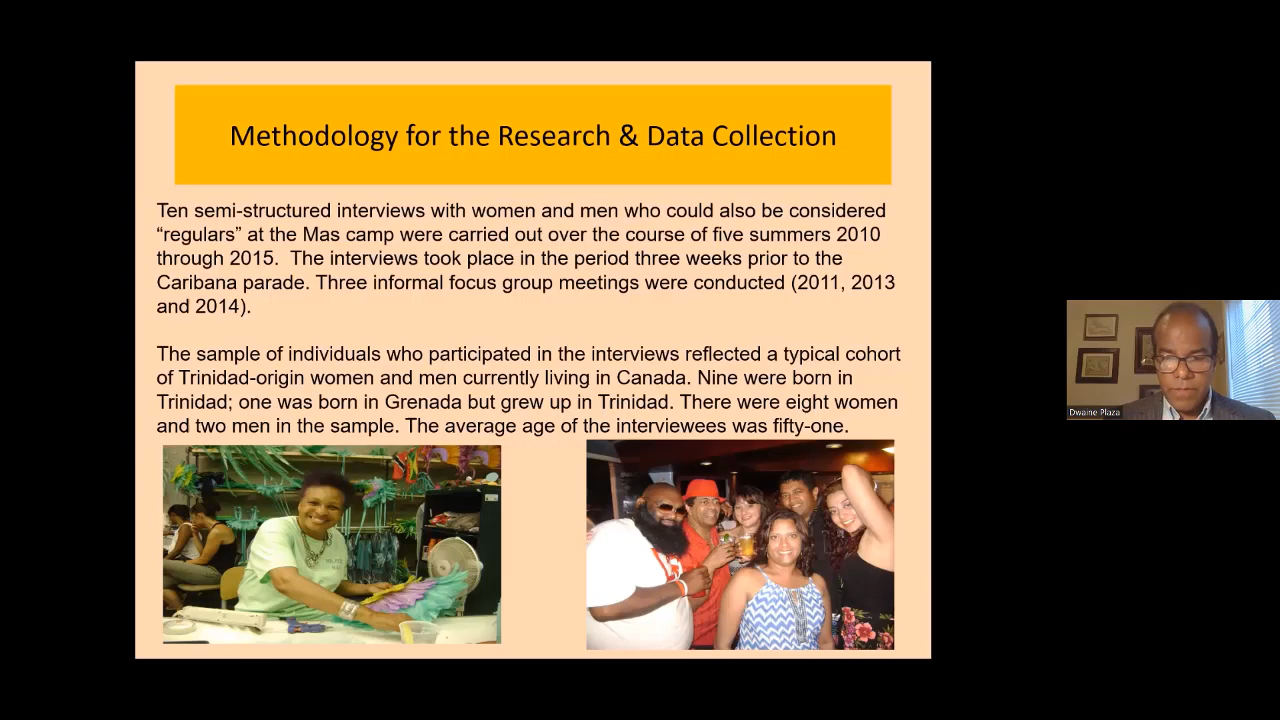 Methodology for the Research & Data Collection
Ten semi-structured interviews with women and men who could also be considered
“regulars” at the Mas camp were carried out over the course of five summers 2010
through 2015.  The interviews took place in the period three weeks prior to the
Caribana parade. Three informal focus group meetings were conducted (2011, 2013
and 2014).
The sample of individuals who participated in the interviews reflected a typical cohort
of Trinidad-origin women and men currently living in Canada. Nine were born in
Trinidad; one was born in Grenada but grew up in Trinidad. There were eight women
and two men in the sample. The average age of the interviewees was fifty-one.
Dwaine Plaza